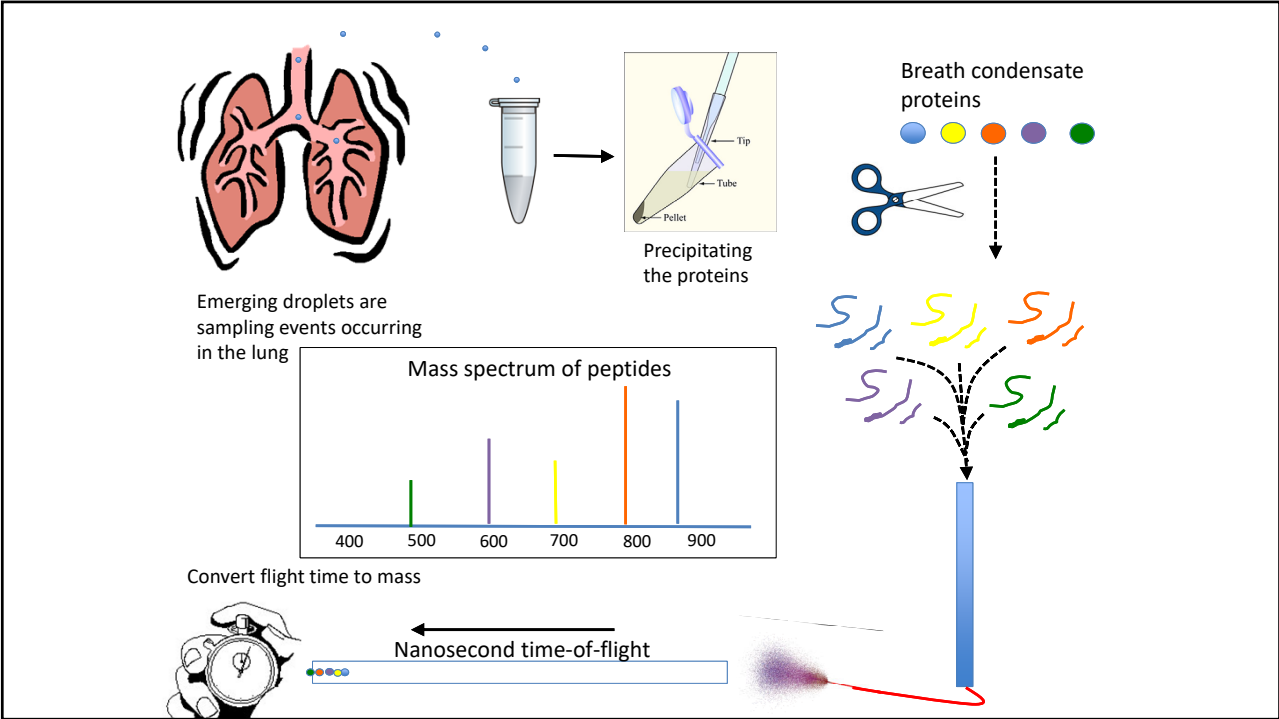 Breath condensate
proteins
Tip
Tube
Pellet
Precipitating
the proteins
Emerging droplets are
sampling events occurring
in the lung
Mass spectrum of peptides
400 500 600 700 800 900
Convert flight time to mass
Nanosecond time-of-flight